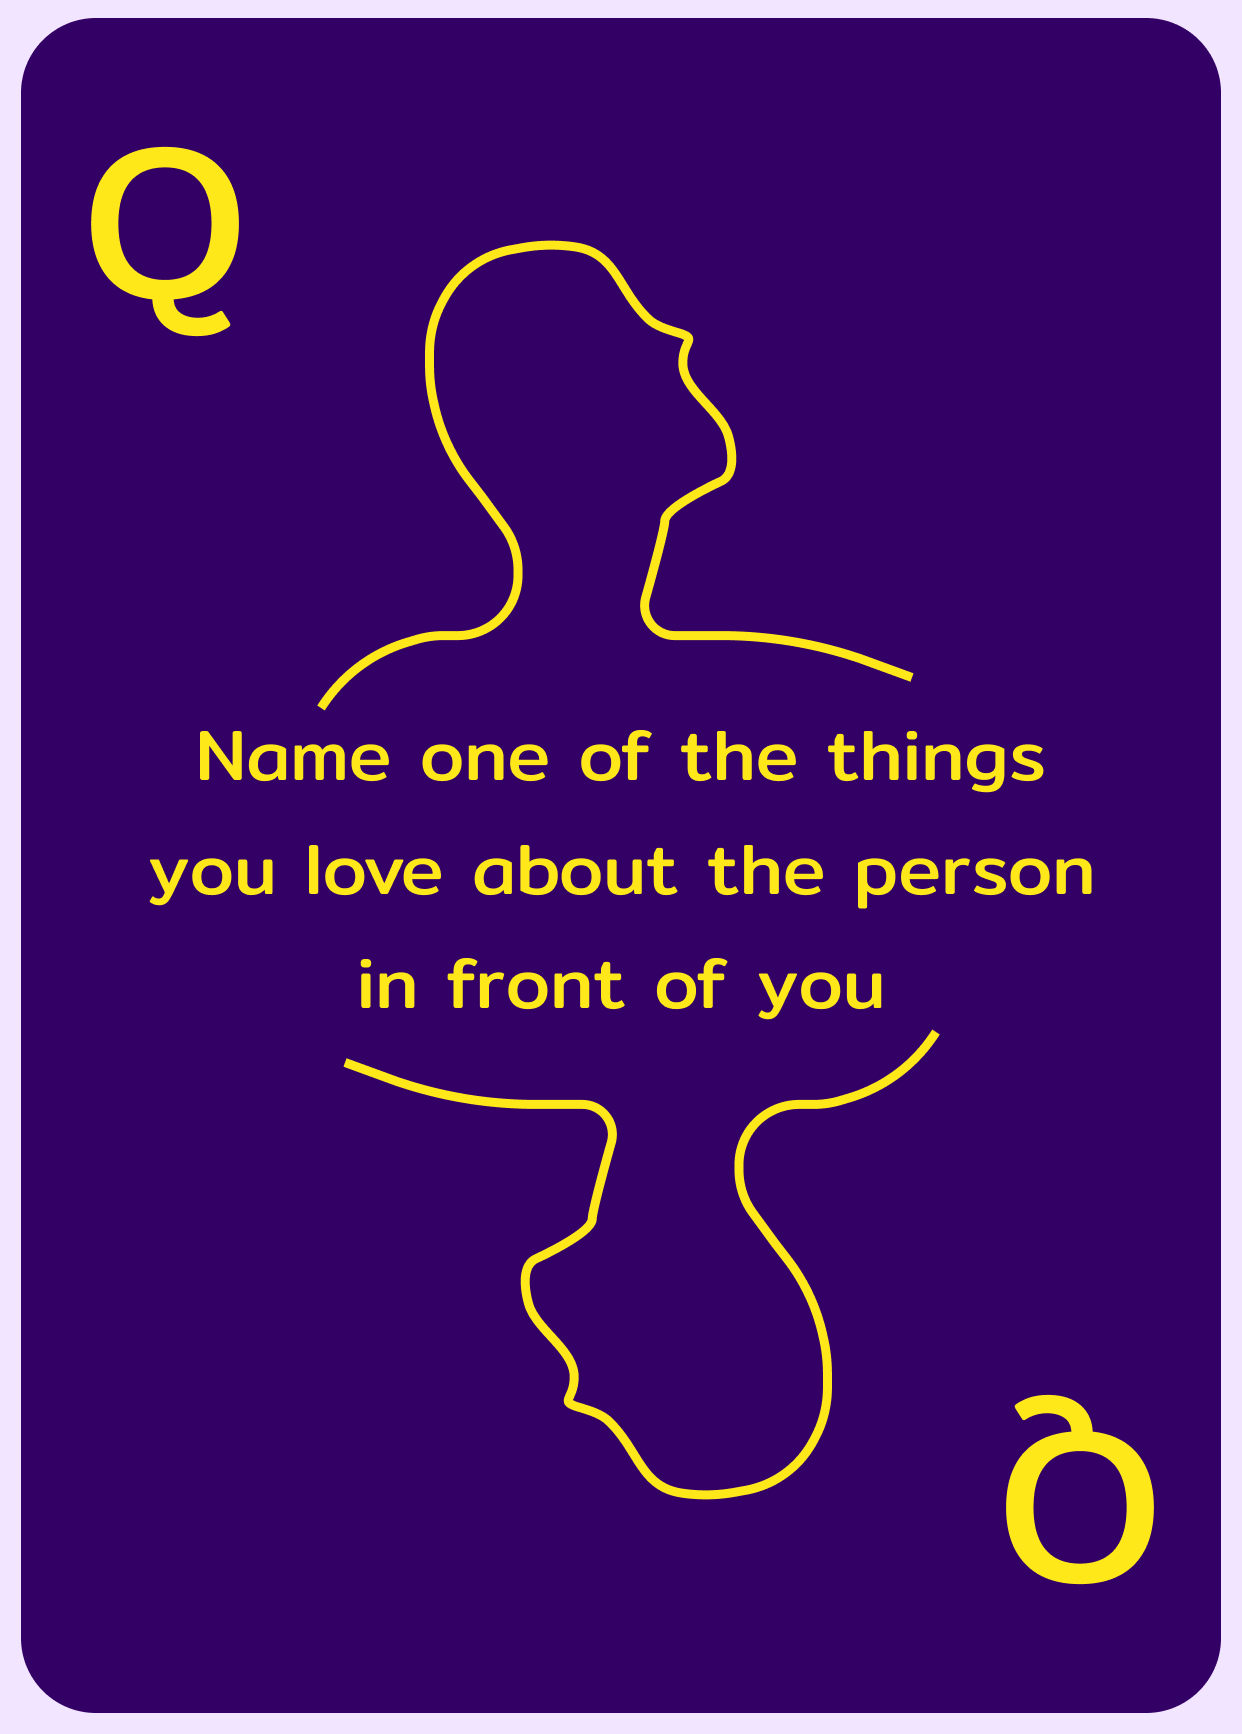 Q
Name one of the things
you love about the person
in front of you
Q